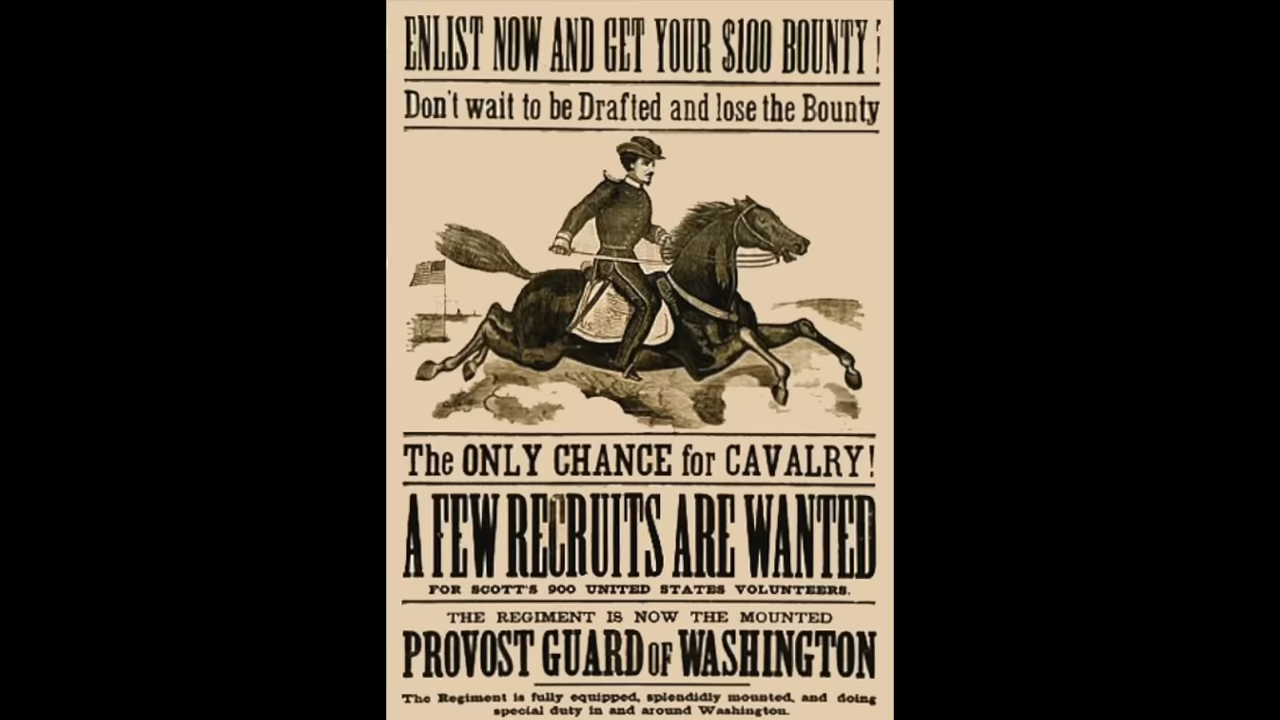 ENLIST NOW AND GET YOUR $100 BOUNTY!
Don't wait to be Drafted and lose the Bounty
The ONLY CHANCE for CAVALRY!
A FEW RECRUITS ARE WANTED
FOR SCOTT'S 900 UNITED STATES VOLUNTEERS.
THE REGIMENT IS NOW THE MOUNTED
PROVOST GUARD OF WASHINGTON
The Regiment is fully equipped, splendidly mounted, and doing
special duty in and around Washington.